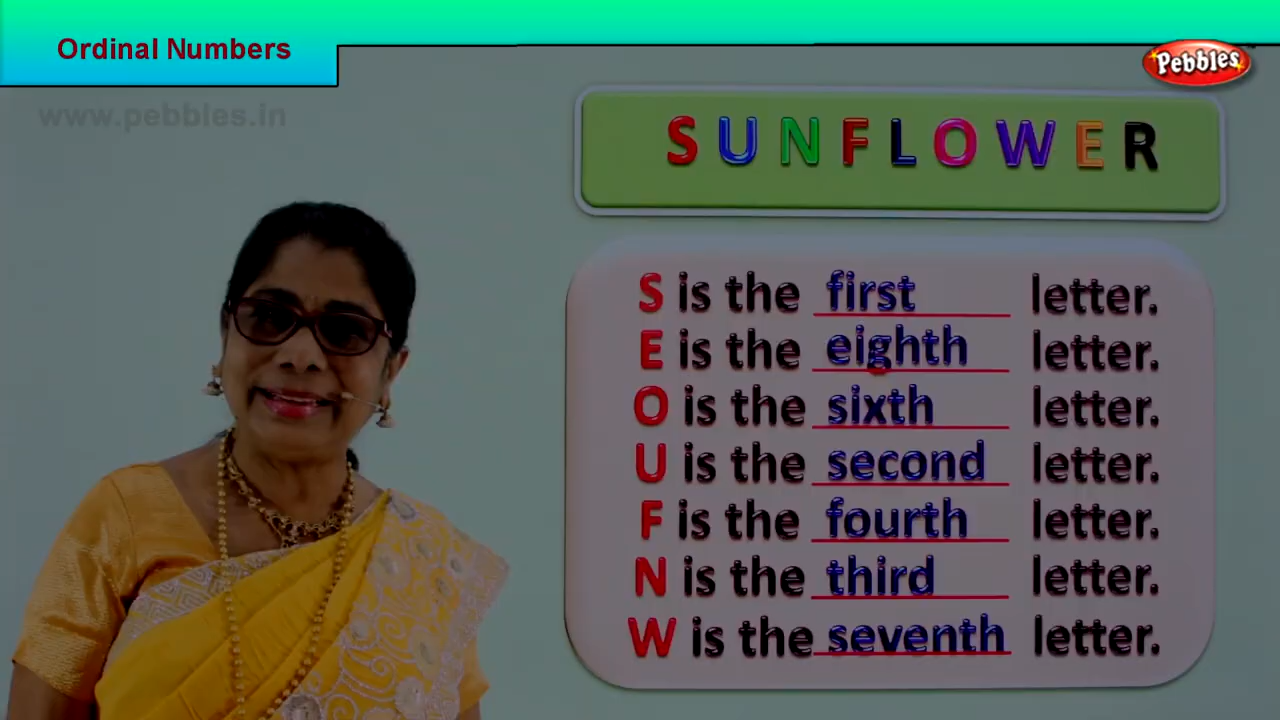 Ordinal Numbers
Pebbles
www.pebbles.in
SUNFLOWER
S is the first letter.
E is the eighth letter.
O is the sixth letter.
U is the second letter.
F is the fourth letter.
N is the third letter.
W is the seventh letter.